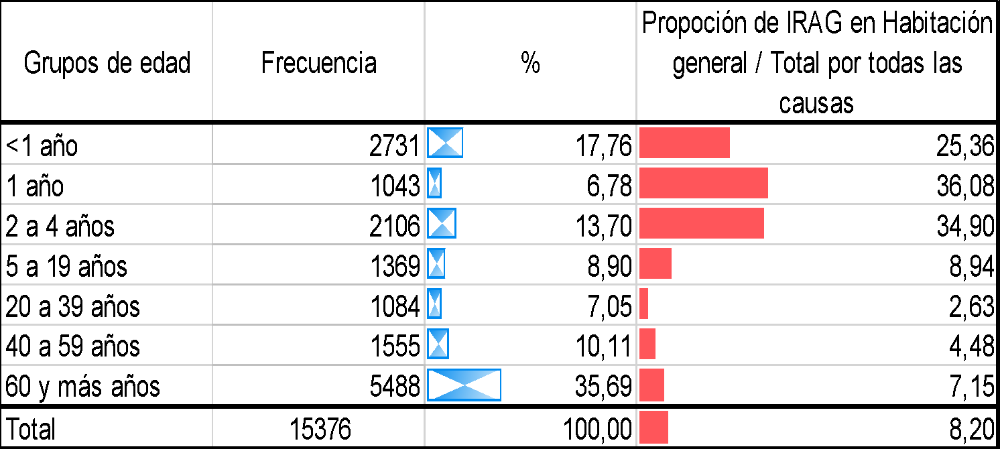 Grupos de edad Frecuencia % Propoción de IRAG en Habitación
general / Total por todas las
causas
<1 año 2731 17,76 25,36
1 año 1043 6,78 36,08
2 a 4 años 2106 13,70 34,90
5 a 19 años 1369 8,90 8,94
20 a 39 años 1084 7,05 2,63
40 a 59 años 1555 10,11 4,48
60 y más años 5488 35,69 7,15
Total 15376 100,00 8,20